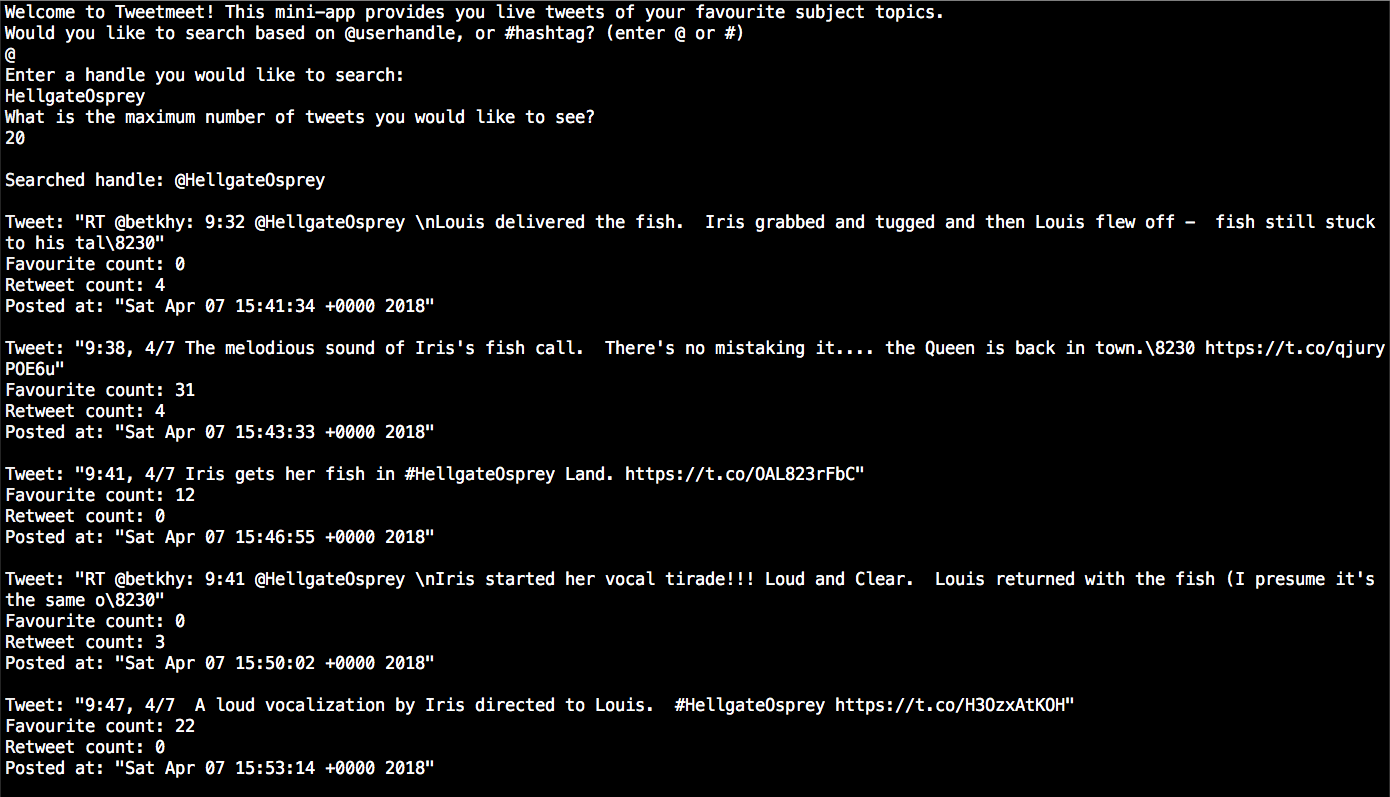 Welcome to Tweetmeet! This mini-app provides you live tweets of your favourite subject topics.
Would you like to search based on @userhandle, or #hashtag? (enter @ or #)
@
Enter a handle you would like to search:
HellgateOsprey
What is the maximum number of tweets you would like to see?
20
Searched handle: @HellgateOsprey
Tweet: "RT @betkhy: 9:32 @HellgateOsprey \nLouis delivered the fish.  Iris grabbed and tugged and then Louis flew off -  fish still stuck
to his tal\8230"
Favourite count: 0
Retweet count: 4
Posted at: "Sat Apr 07 15:41:34 +0000 2018"
Tweet: "9:38, 4/7 The melodious sound of Iris's fish call.  There's no mistaking it.... the Queen is back in town.\8230 https://t.co/qjury
POE6u"
Favourite count: 31
Retweet count: 4
Posted at: "Sat Apr 07 15:43:33 +0000 2018"
Tweet: "9:41, 4/7 Iris gets her fish in #HellgateOsprey Land. https://t.co/OAL823rFbC"
Favourite count: 12
Retweet count: 0
Posted at: "Sat Apr 07 15:46:55 +0000 2018"
Tweet: "RT @betkhy: 9:41 @HellgateOsprey \nIris started her vocal tirade!!! Loud and Clear.  Louis returned with the fish (I presume it's
the same o\8230"
Favourite count: 0
Retweet count: 3
Posted at: "Sat Apr 07 15:50:02 +0000 2018"
Tweet: "9:47, 4/7  A loud vocalization by Iris directed to Louis.  #HellgateOsprey https://t.co/H3OzxAtKOH"
Favourite count: 22
Retweet count: 0
Posted at: "Sat Apr 07 15:53:14 +0000 2018"